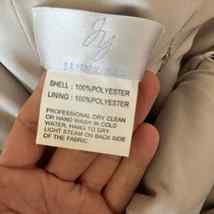 SHELL : 100%POLYESTER
LINING : 100%POLYESTER
PROFESSIONAL DRY CLEAN
OR HAND WASH IN COLD
WATER, HANG TO DRY
LIGHT STEAM ON BACK SIDE
OF THE FABRIC